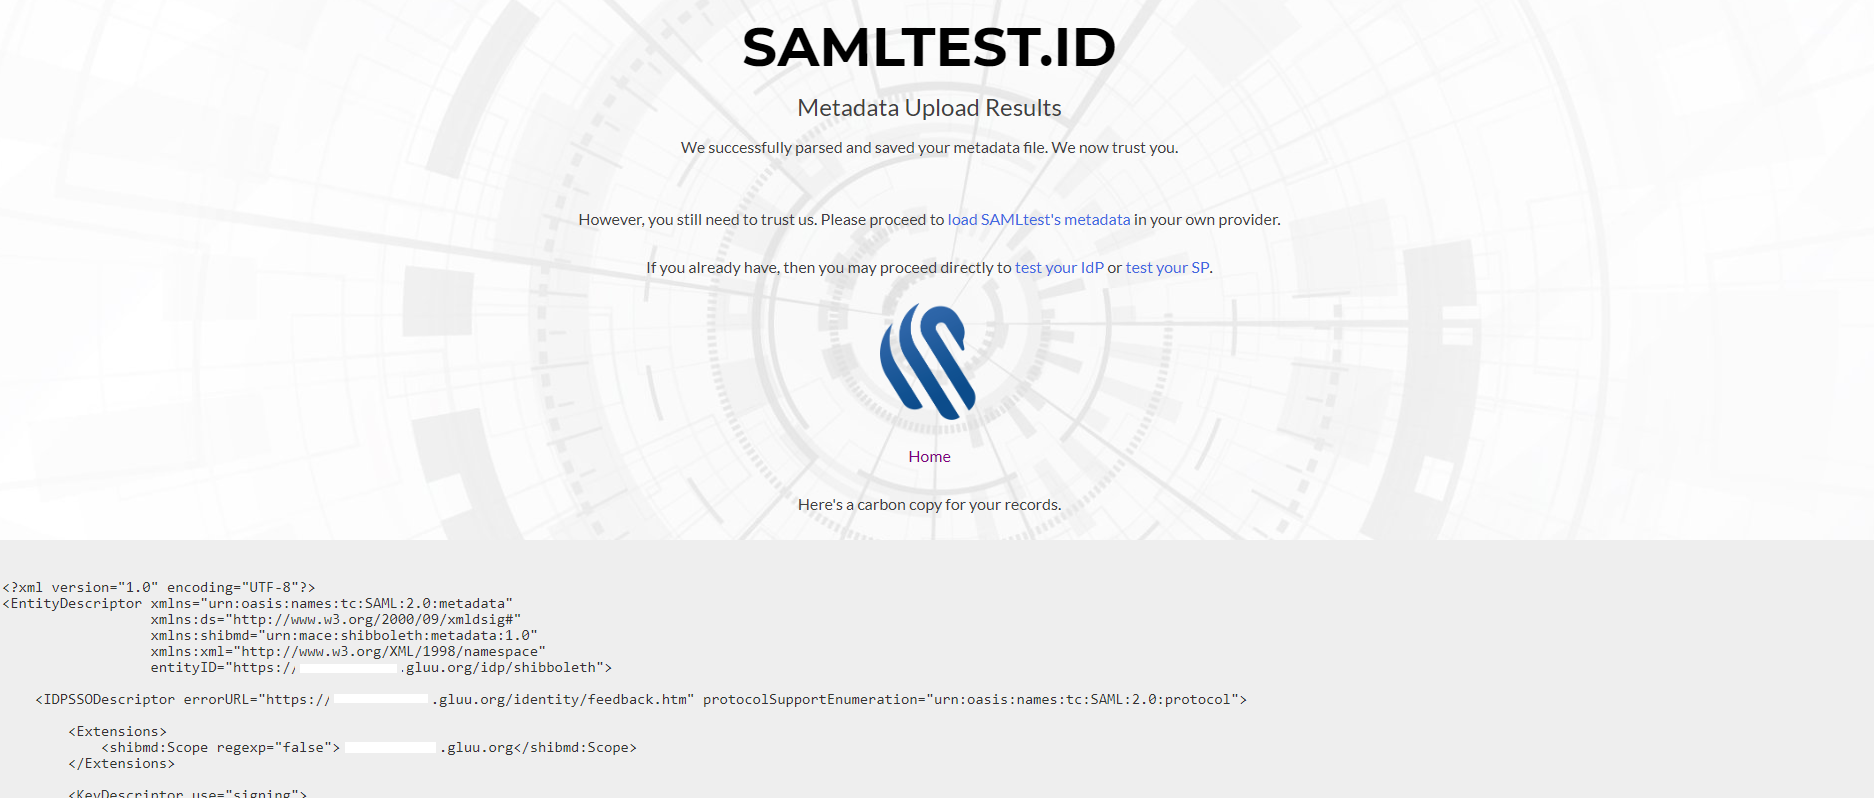 SAMLTEST.ID
Metadata Upload Results
We successfully parsed and saved your metadata file. We now trust you.
However, you still need to trust us. Please proceed to load SAMLtest's metadata in your own provider.
If you already have, then you may proceed directly to test your IdP or test your SP.
Home
Here's a carbon copy for your records.
<?xml version="1.0" encoding="UTF-8"?>
<EntityDescriptor xmlns="urn:oasis:names:tc:SAML:2.0:metadata"
xmlns:ds="http://www.w3.org/2000/09/xmldsig#"
xmlns:shibmd="urn:mace:shibboleth:metadata:1.0"
xmlns:xml="http://www.w3.org/XML/1998/namespace"
entityID="https:// .gluu.org/idp/shibboleth">
<IDPSSODescriptor errorURL="https:// .gluu.org/identity/feedback.htm" protocolSupportEnumeration="urn:oasis:names:tc:SAML:2.0:protocol">
<Extensions>
<shibmd:Scope regexp="false"> .gluu.org</shibmd:Scope>
</Extensions>
<KeyDescriptor use="signing">